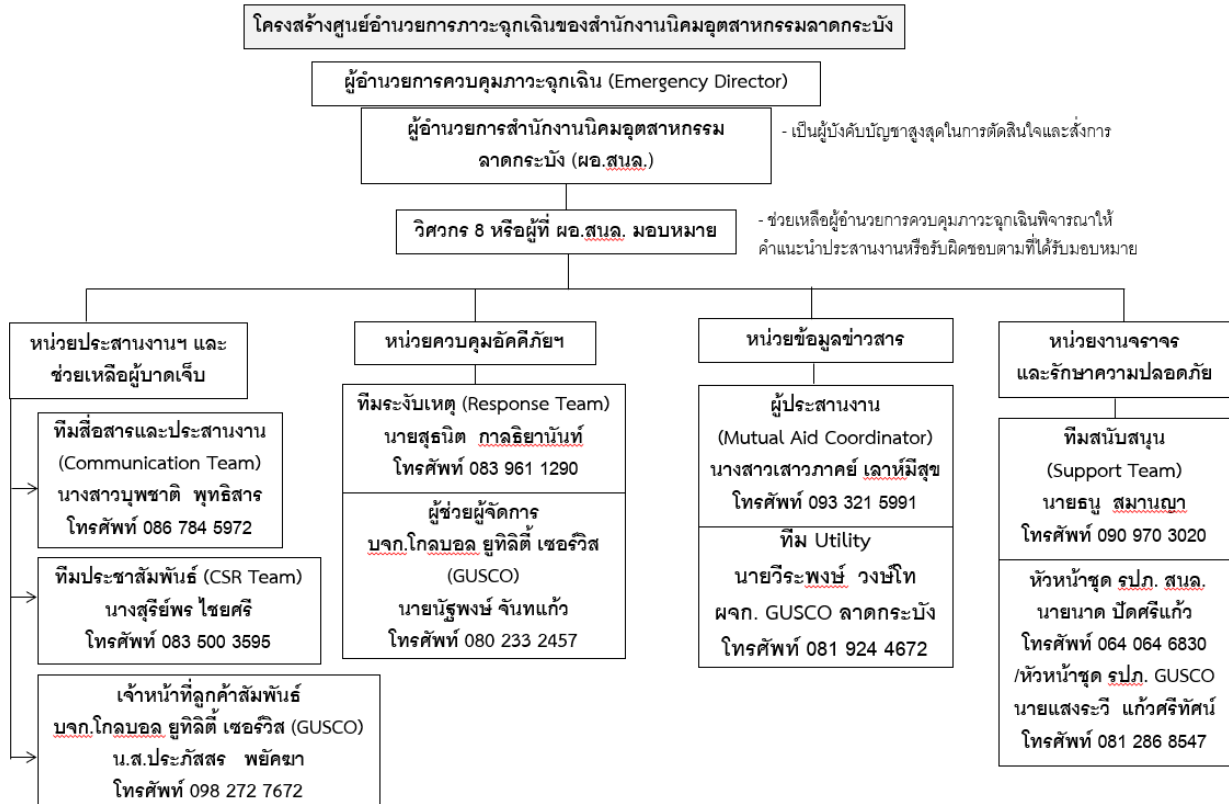 โครงสร้างศูนย์อำนวยการภาวะฉุกเฉินของสำนักงานนิคมอุตสาหกรรมลาดกระบัง
ผู้อำนวยการควบคุมภาวะฉุกเฉิน (Emergency Director)
ผู้อำนวยการสำนักงานนิคมอุตสาหกรรม
ลาดกระบัง (ผอ.สนล.)
- เป็นผู้บังคับบัญชาสูงสุดในการตัดสินใจและสั่งการ
วิศวกร 8 หรือผู้ที่ ผอ.สนล. มอบหมาย
- ช่วยเหลือผู้อำนวยการควบคุมภาวะฉุกเฉินพิจารณาให้
คำแนะนำประสานงานหรือรับผิดชอบตามที่ได้รับมอบหมาย
หน่วยประสานงานฯ และ
ช่วยเหลือผู้บาดเจ็บ
ทีมสื่อสารและประสานงาน
(Communication Team)
นางสาวบุพชาติ พุทธิสาร
โทรศัพท์ 086 784 5972
ทีมประชาสัมพันธ์ (CSR Team)
นางสุรีย์พร ไชยศรี
โทรศัพท์ 083 500 3595
เจ้าหน้าที่ลูกค้าสัมพันธ์
บจก.โกลบอล ยูทิลิตี้ เซอร์วิส (GUSCO)
น.ส.ประภัสสร พยัคฆา
โทรศัพท์ 098 272 7672
หน่วยควบคุมอัคคีภัยฯ
ทีมระงับเหตุ (Response Team)
นายสุธนิต กาลธิยานันท์
โทรศัพท์ 083 961 1290
ผู้ช่วยผู้จัดการ
บจก.โกลบอล ยูทิลิตี้ เซอร์วิส
(GUSCO)
นายนัฐพงษ์ จันทแก้ว
โทรศัพท์ 080 233 2457
หน่วยข้อมูลข่าวสาร
ผู้ประสานงาน
(Mutual Aid Coordinator)
นางสาวเสาวภาคย์ เลาห์มีสุข
โทรศัพท์ 093 321 5991
ทีม Utility
นายวีระพงษ์ วงษ์โท
ผจก. GUSCO ลาดกระบัง
โทรศัพท์ 081 924 4672
หน่วยงานจราจร
และรักษาความปลอดภัย
ทีมสนับสนุน
(Support Team)
นายธนู สมานญา
โทรศัพท์ 090 970 3020
หัวหน้าชุด รปภ. สนล.
นายนาด ปัดศรีแก้ว
โทรศัพท์ 064 064 6830
/หัวหน้าชุด รปภ. GUSCO
นายแสงระวี แก้วศรีทัศน์
โทรศัพท์ 081 286 8547